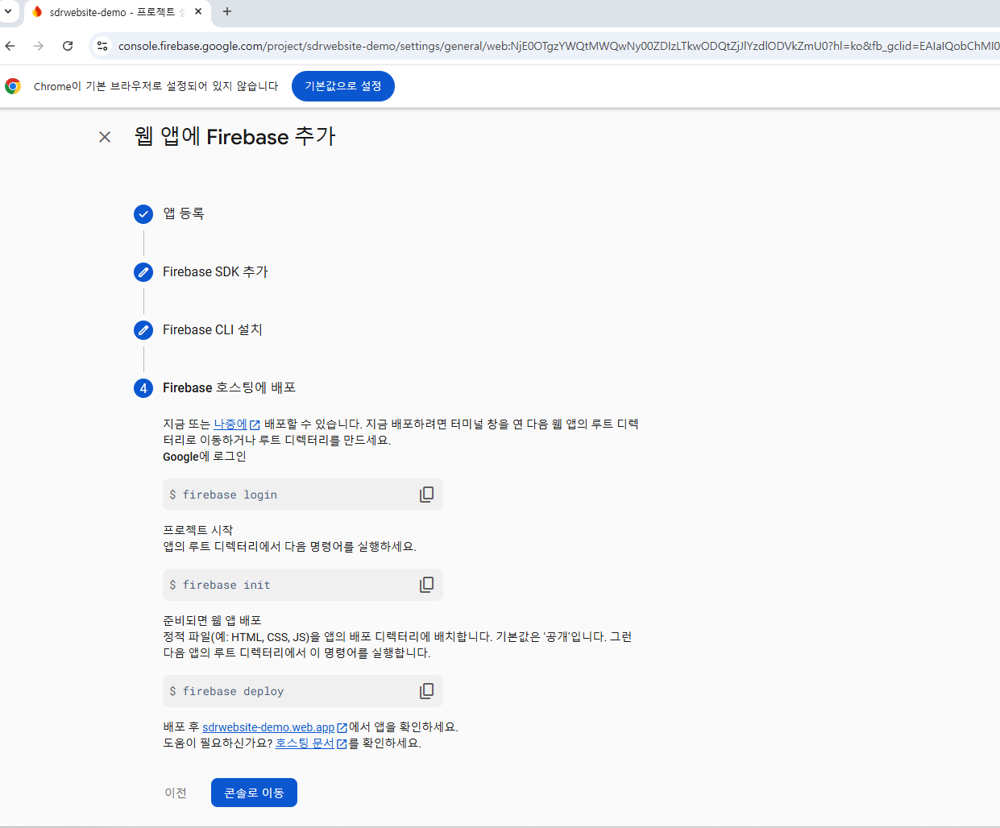 sdrwebsite-demo - 프로젝트
console.firebase.google.com/project/sdrwebsite-demo/settings/general/web:NjE0OTgzYWQtMWQwNy00ZDIzLTkwODQtZjJlYzdlODVkZmU0?hl=ko&fb_gclid=EAIaIQobChMI0
Chrome이 기본 브라우저로 설정되어 있지 않습니다 기본값으로 설정
웹 앱에 Firebase 추가
앱 등록
Firebase SDK 추가
Firebase CLI 설치
4 Firebase 호스팅에 배포
지금 또는 나중에 배포할 수 있습니다. 지금 배포하려면 터미널 창을 연 다음 웹 앱의 루트 디렉
터리로 이동하거나 루트 디렉터리를 만드세요.
Google에 로그인
$ firebase login
프로젝트 시작
앱의 루트 디렉터리에서 다음 명령어를 실행하세요.
$ firebase init
준비되면 웹 앱 배포
정적 파일(예: HTML, CSS, JS)을 앱의 배포 디렉터리에 배치합니다. 기본값은 '공개'입니다. 그런
다음 앱의 루트 디렉터리에서 이 명령어를 실행합니다.
$ firebase deploy
배포 후 sdrwebsite-demo.web.app에서 앱을 확인하세요.
도움이 필요하신가요? 호스팅 문서를 확인하세요.
이전 콘솔로 이동